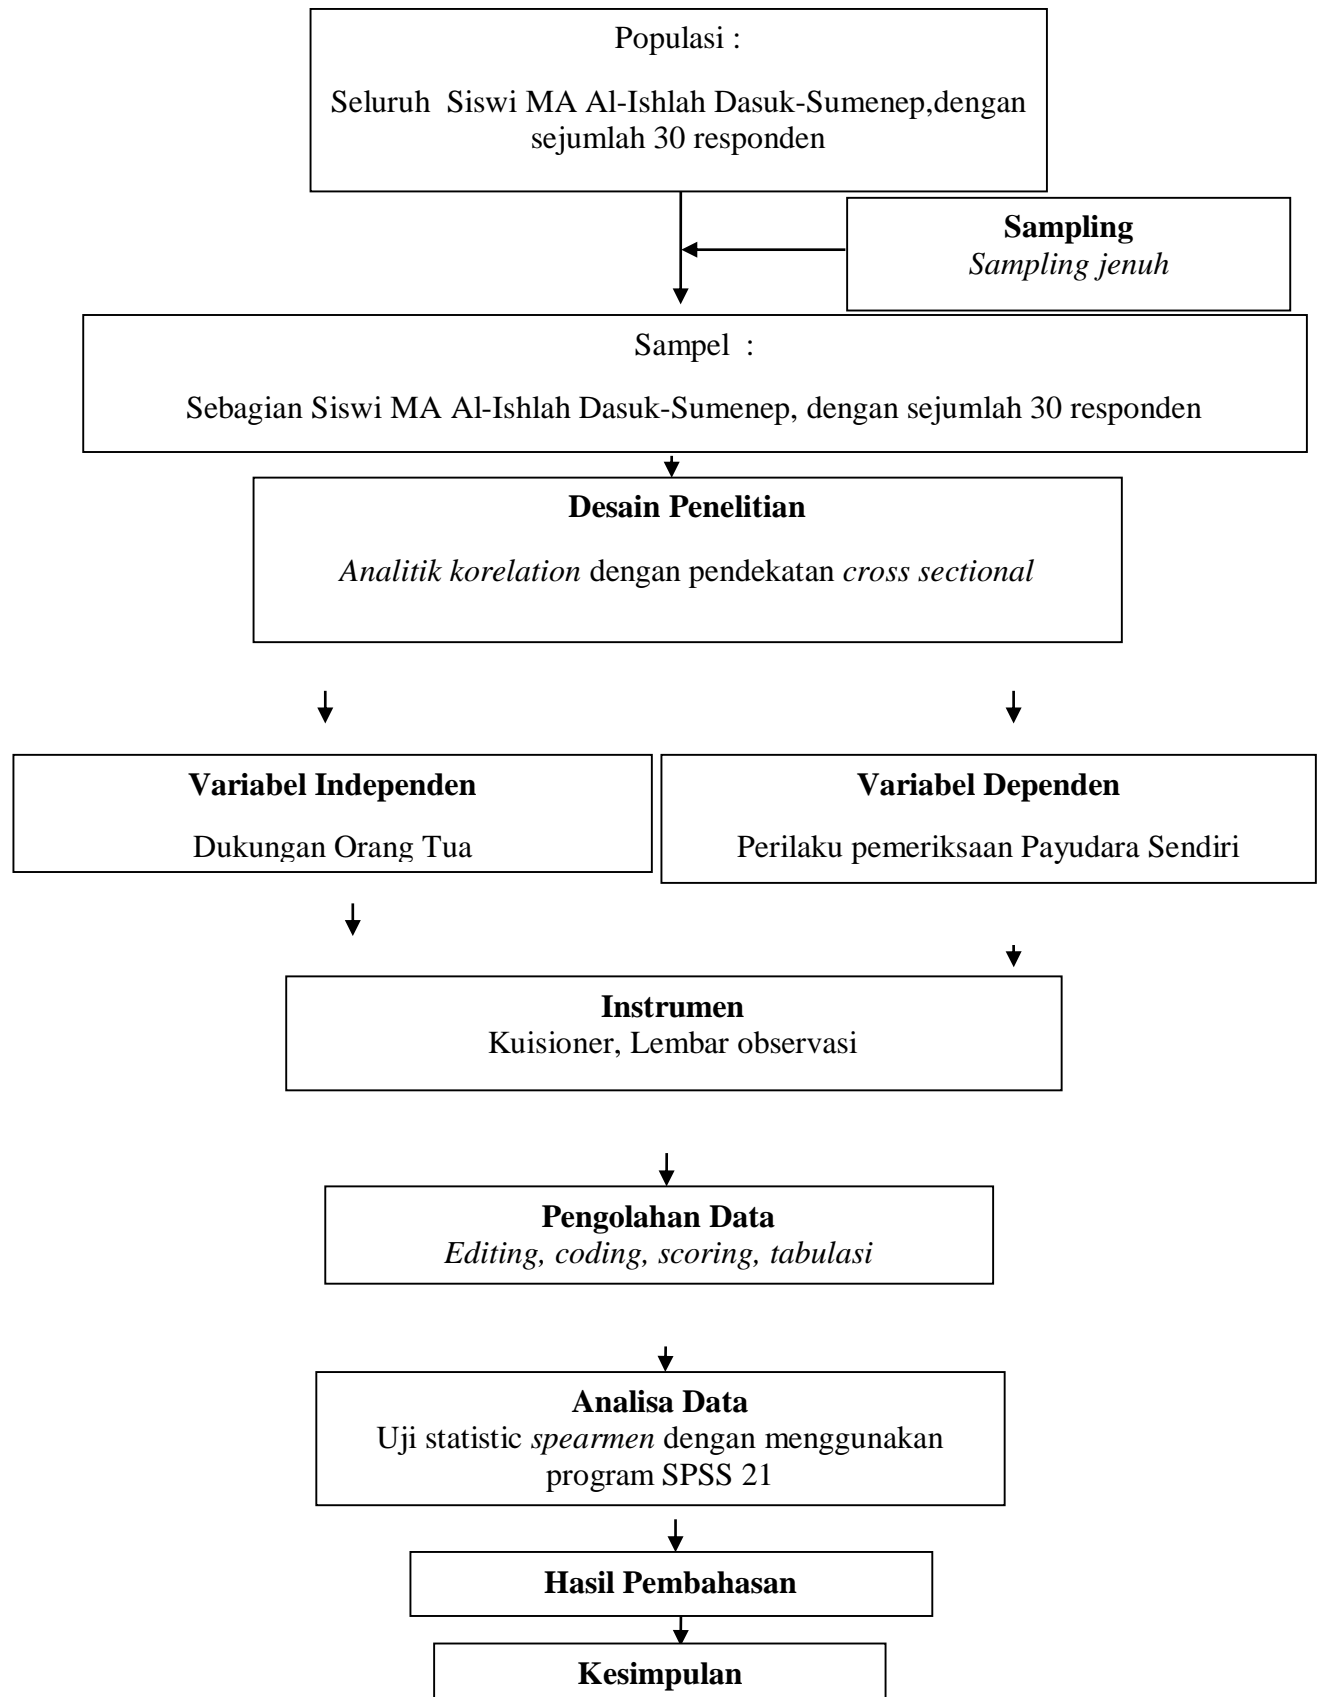 Populasi :
Seluruh Siswi MA Al-Ishlah Dasuk-Sumenep,dengan
sejumlah 30 responden
Sampling
Sampling jenuh
Sampel :
Sebagian Siswi MA Al-Ishlah Dasuk-Sumenep, dengan sejumlah 30 responden
Desain Penelitian
Analitik korelation dengan pendekatan cross sectional
Variabel Independen
Dukungan Orang Tua
Variabel Dependen
Perilaku pemeriksaan Payudara Sendiri
Instrumen
Kuisioner, Lembar observasi
Pengolahan Data
Editing, coding, scoring, tabulasi
Analisa Data
Uji statistic spearmen dengan menggunakan
program SPSS 21
Hasil Pembahasan
Kesimpulan